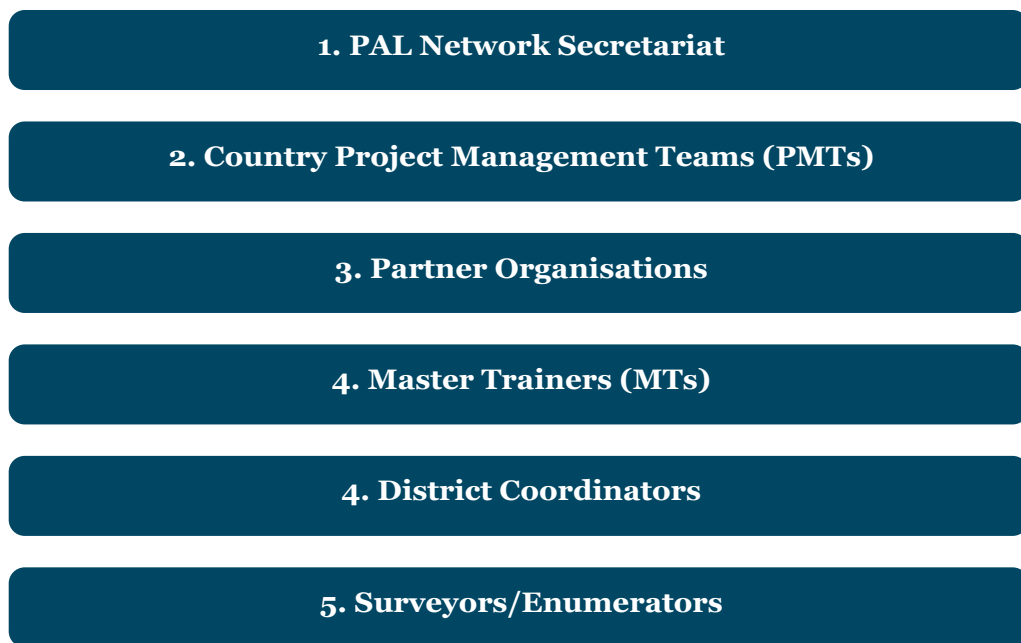 1. PAL Network Secretariat
2. Country Project Management Teams (PMTs)
3. Partner Organisations
4. Master Trainers (MTs)
4. District Coordinators
5. Surveyors/Enumerators